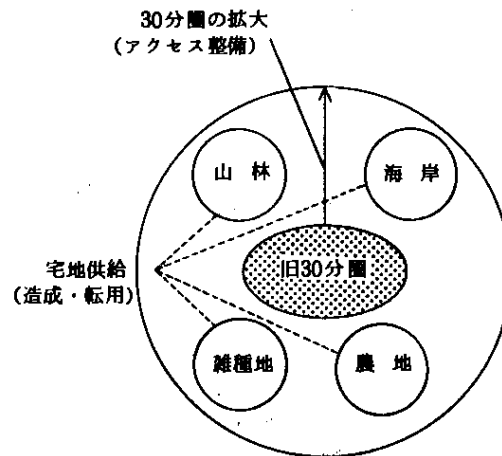 30分圏の拡大
(アクセス整備)
山林
海岸
旧30分圏
宅地供給
(造成・転用)
雑種地
農地